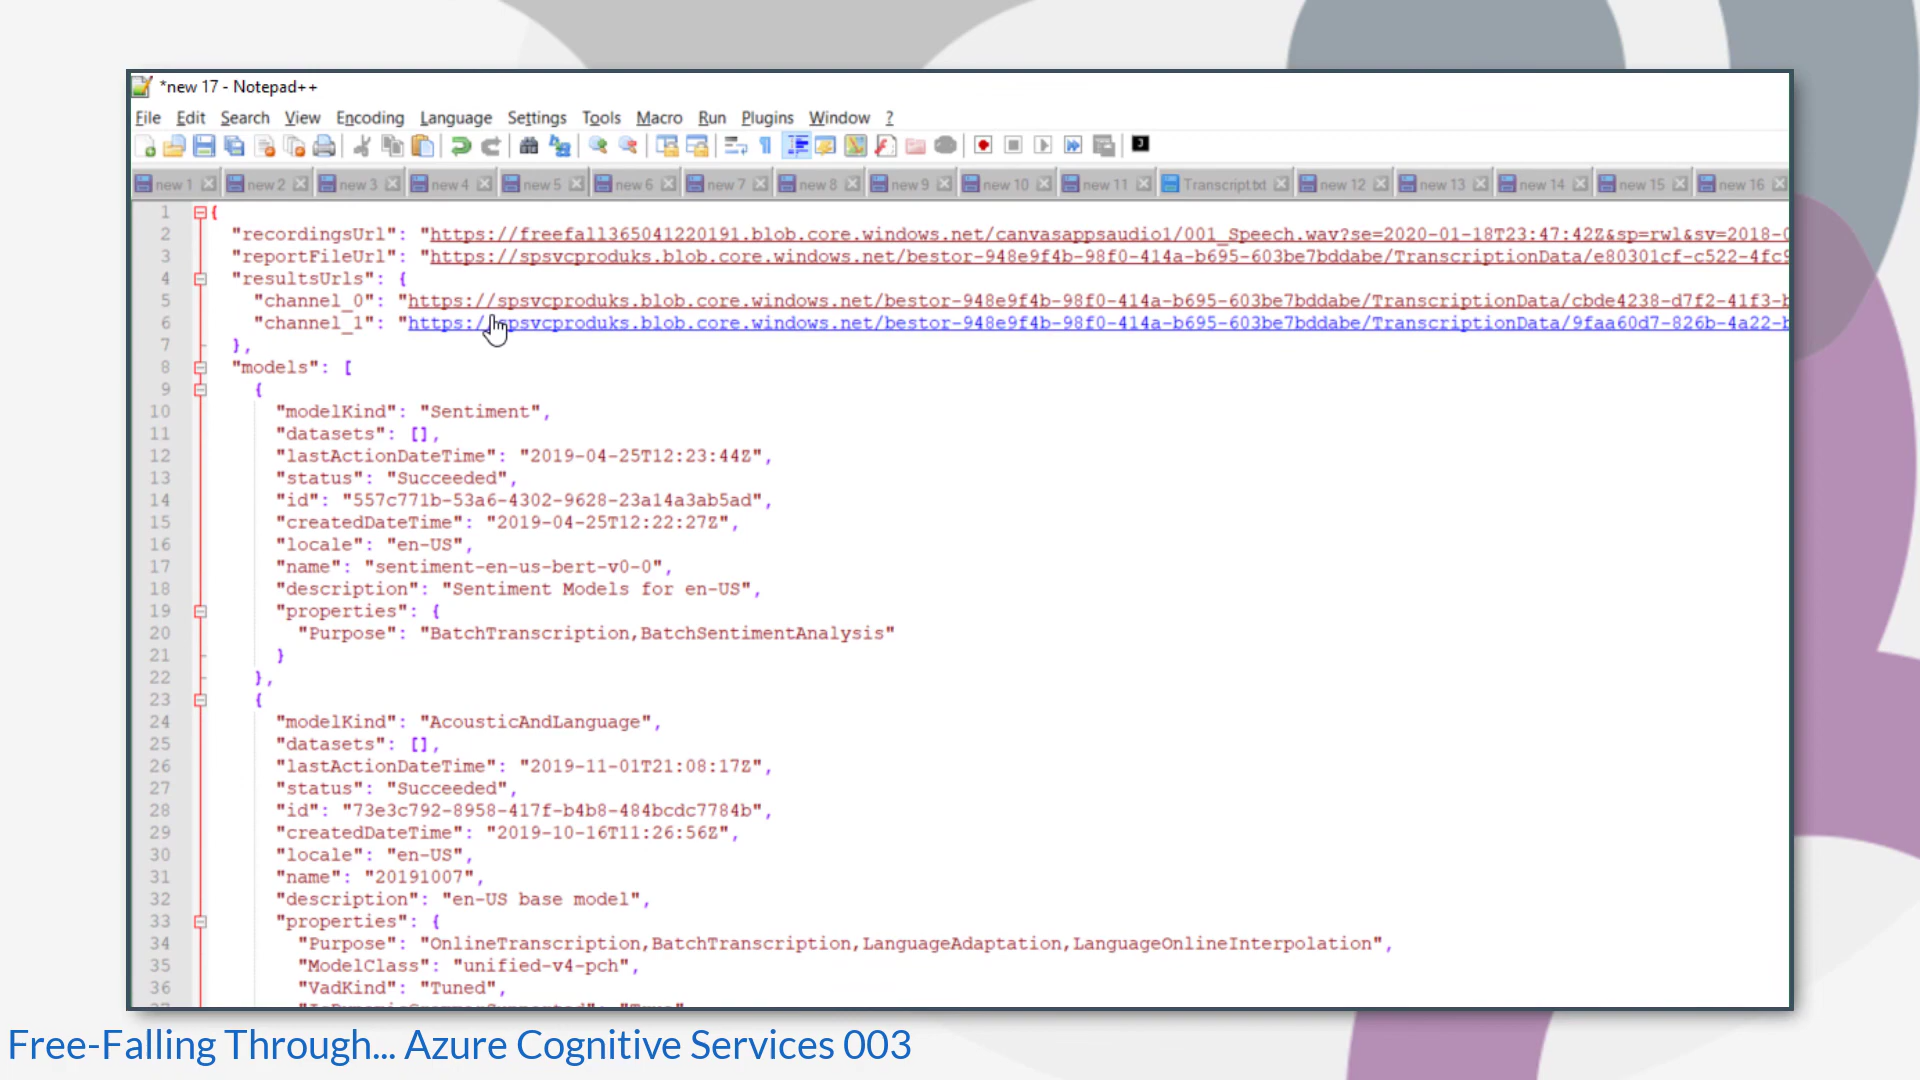 *new 17 - Notepad++
File Edit Search View Encoding Language Settings Tools Macro Run Plugins Window ?
new 1 new 2 new 3 new 4 new 5 new 6 new 7 new 8 new 9 new 10 new 11 Transcript.txt new 12 new 13 new 14 new 15 new 16
1 {
2 "recordingsUrl": "https://freefall365041220191.blob.core.windows.net/canvasappsaudio1/001_Speech.wav?se=2020-01-18T23:47:42Z&sp=rwl&sv=2018-0
3 "reportFileUrl": "https://spsvcproduks.blob.core.windows.net/bestor-948e9f4b-98f0-414a-b695-603be7bddabe/TranscriptionData/e80301cf-c522-4fc9
4 "resultsUrls": {
5 "channel_0": "https://spsvcproduks.blob.core.windows.net/bestor-948e9f4b-98f0-414a-b695-603be7bddabe/TranscriptionData/cbde4238-d7f2-41f3-b
6 "channel_1": "https://spsvcproduks.blob.core.windows.net/bestor-948e9f4b-98f0-414a-b695-603be7bddabe/TranscriptionData/9faa60d7-826b-4a22-b
7 },
8 "models": [
9 {
10 "modelKind": "Sentiment",
11 "datasets": [],
12 "lastActionDateTime": "2019-04-25T12:23:44Z",
13 "status": "Succeeded",
14 "id": "557c771b-53a6-4302-9628-23a14a3ab5ad",
15 "createdDateTime": "2019-04-25T12:22:27Z",
16 "locale": "en-US",
17 "name": "sentiment-en-us-bert-v0-0",
18 "description": "Sentiment Models for en-US",
19 "properties": {
20 "Purpose": "BatchTranscription,BatchSentimentAnalysis"
21 }
22 },
23 {
24 "modelKind": "AcousticAndLanguage",
25 "datasets": [],
26 "lastActionDateTime": "2019-11-01T21:08:17Z",
27 "status": "Succeeded",
28 "id": "73e3c792-8958-417f-b4b8-484bcdc7784b",
29 "createdDateTime": "2019-10-16T11:26:56Z",
30 "locale": "en-US",
31 "name": "20191007",
32 "description": "en-US base model",
33 "properties": {
34 "Purpose": "OnlineTranscription,BatchTranscription,LanguageAdaptation,LanguageOnlineInterpolation",
35 "ModelClass": "unified-v4-pch",
36 "VadKind": "Tuned",
Free-Falling Through... Azure Cognitive Services 003